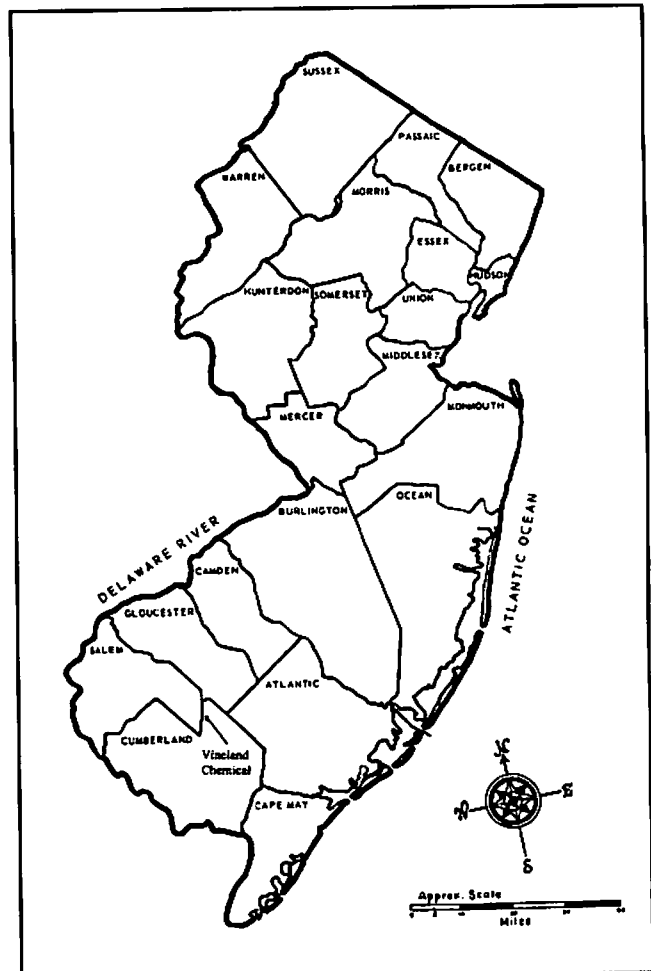 SUSSEX
PASSAIC
BERGEN
WARREN
MORRIS
ESSEX
HUDSON
HUNTERDON
SOMERSET
UNION
MIDDLESET
MERCER
MONMOUTH
OCEAN
BURLINGTON
DELAWARE RIVER
ATLANTIC OCEAN
CAMDEN
GLOUCESTER
SALEM
ATLANTIC
CUMBERLAND
Vineland
Chemical
CAPE MAY
Approx. Scale
Miles